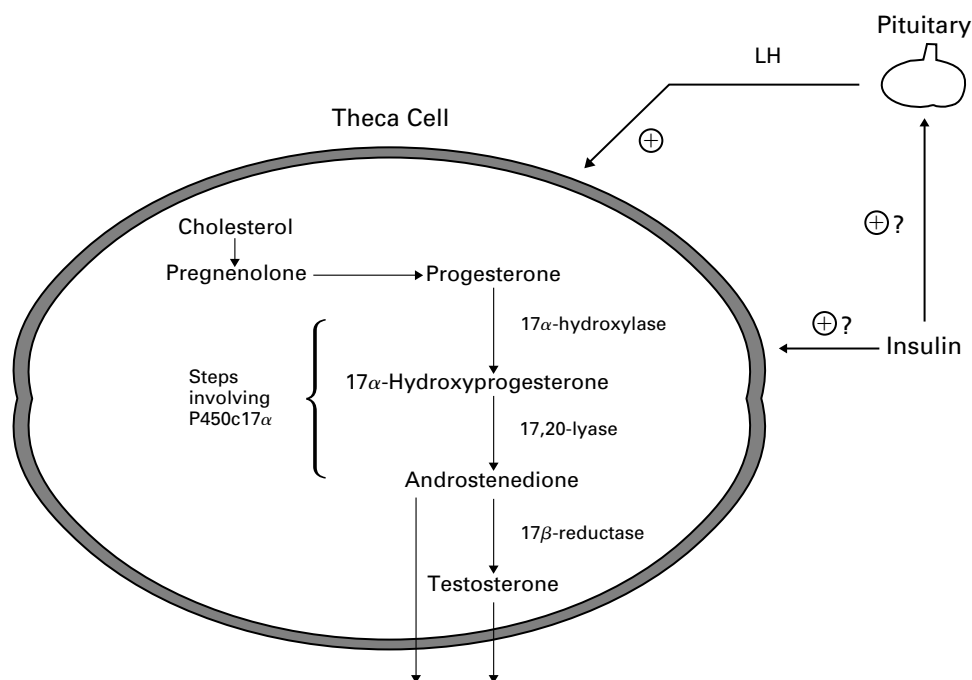 Pituitary
LH
Theca Cell
⊕
Cholesterol
Pregnenolone
Progesterone
⊕?
17α-hydroxylase
⊕?
Insulin
Steps
involving
P450c17α
17α-Hydroxyprogesterone
17,20-lyase
Androstenedione
17β-reductase
Testosterone